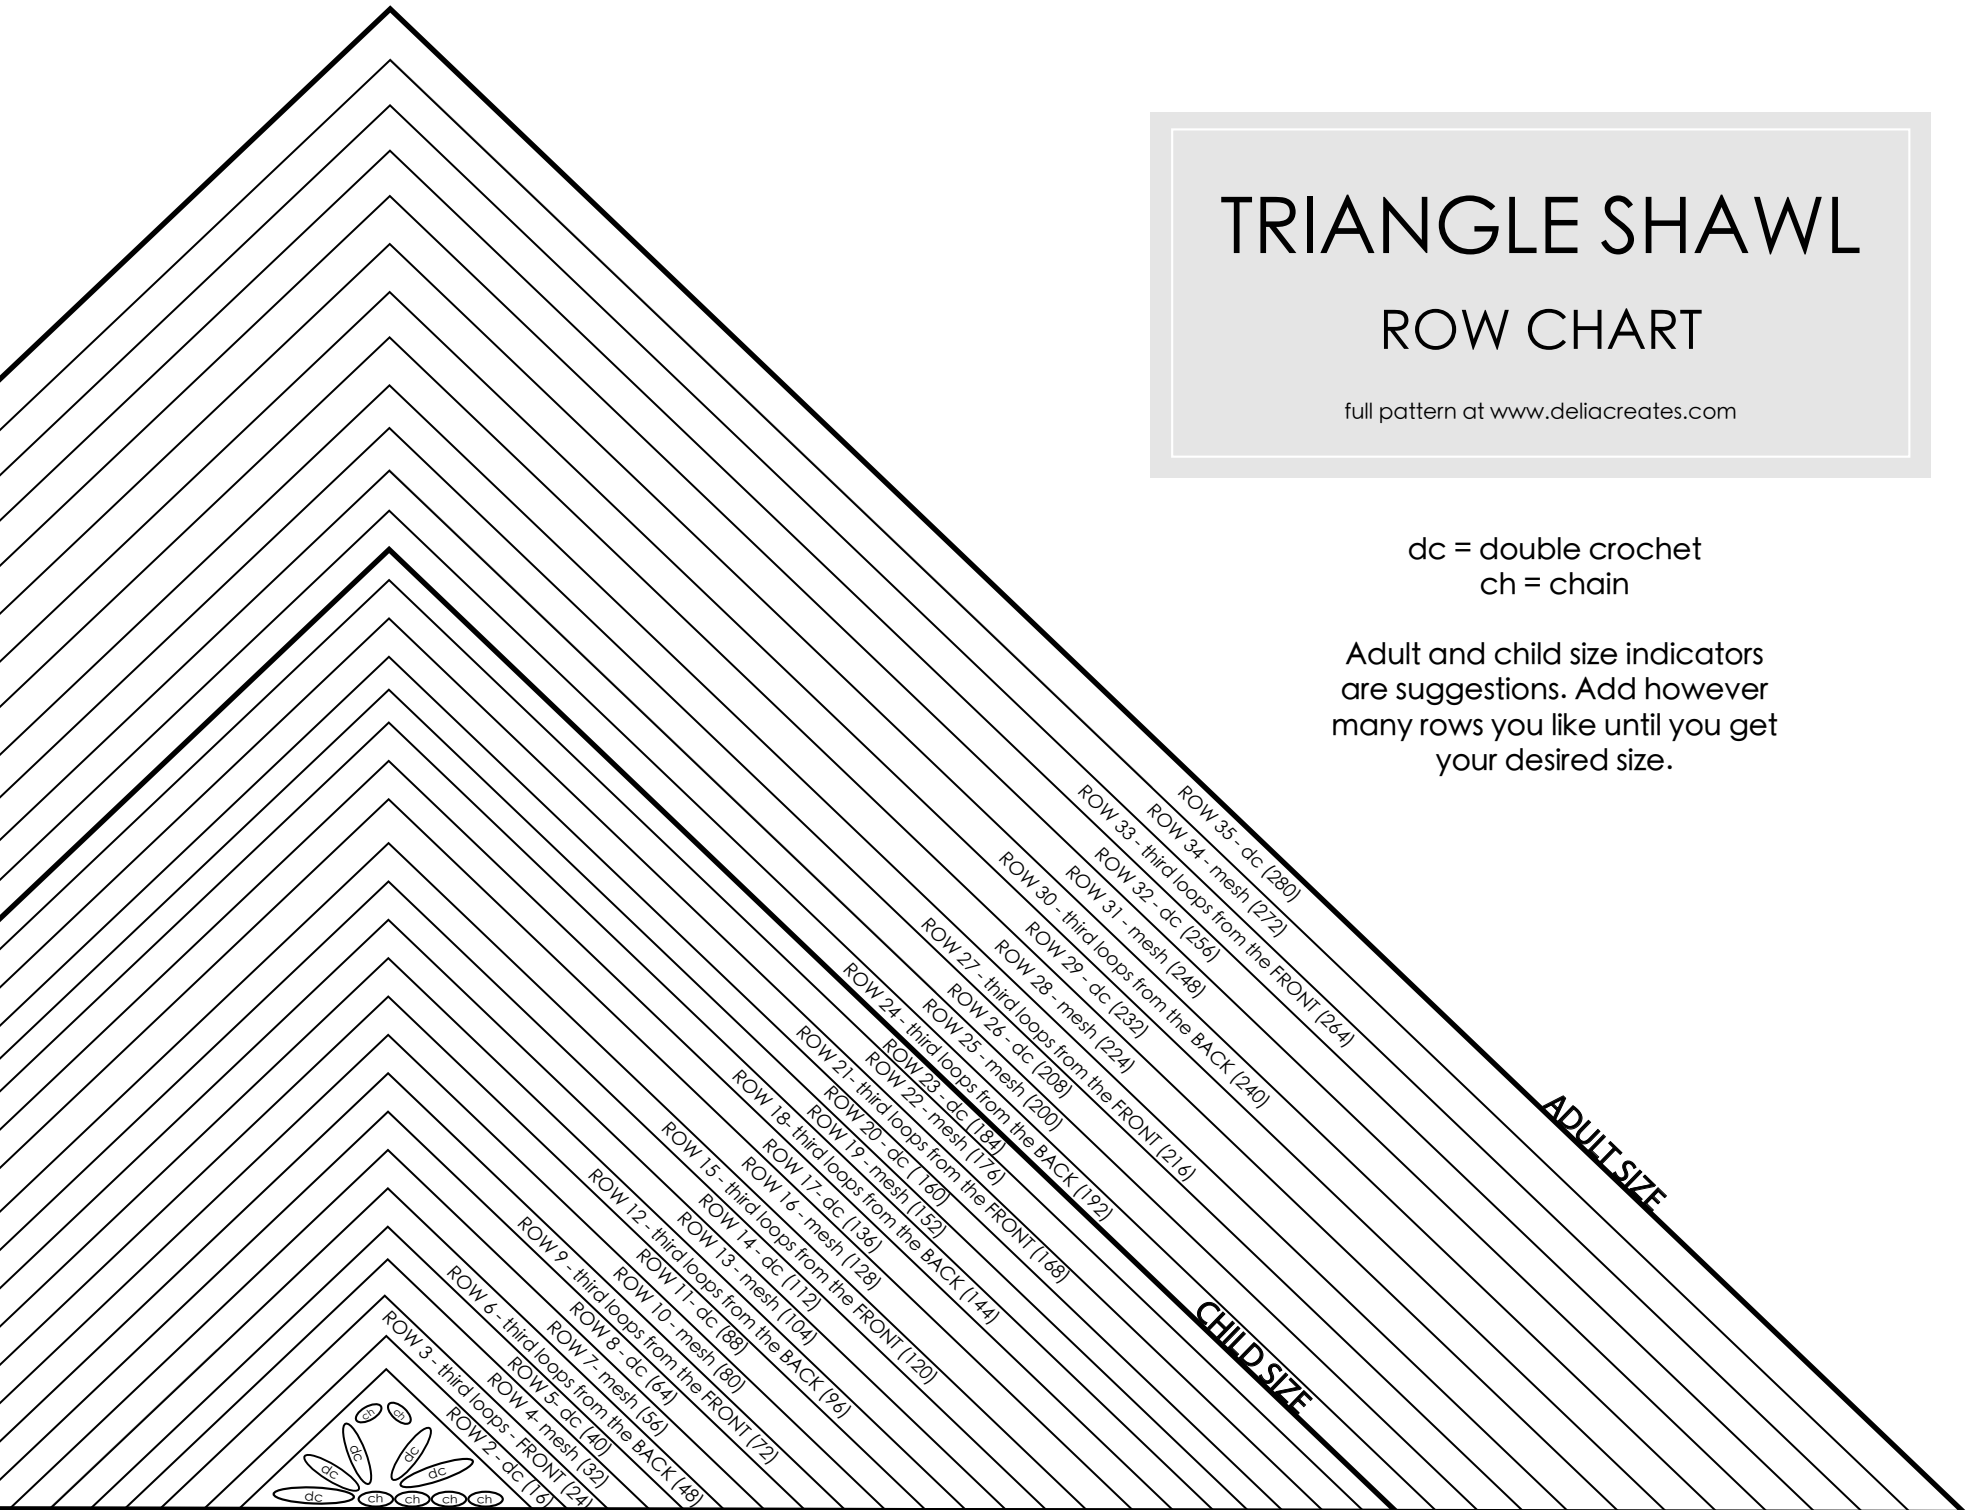 TRIANGLE SHAWL
ROW CHART
full pattern at www.deliacreates.com
dc = double crochet
ch = chain
Adult and child size indicators
are suggestions. Add however
many rows you like until you get
your desired size.
ROW 35 - dc (280)
ROW 34 - mesh (272)
ROW 33 - third loops from the FRONT (264)
ROW 32 - dc (256)
ROW 31 - mesh (248)
ROW 30 - third loops from the BACK (240)
ROW 29 - dc (232)
ROW 28 - mesh (224)
ROW 27 - third loops from the FRONT (216)
ROW 26 - dc (208)
ROW 25 - mesh (200)
ROW 24 - third loops from the BACK (192)
ROW 23 - dc (184)
ROW 22 - mesh (176)
ROW 21- third loops from the FRONT (168)
ROW 20 - dc (160)
ROW 19 - mesh (152)
ROW 18- third loops from the BACK (144)
ROW 17- dc (136)
ROW 16 - mesh (128)
ROW 15 - third loops from the FRONT (120)
ROW 14 - dc (112)
ROW 13 - mesh (104)
ROW 12 - third loops from the BACK (96)
ROW 11- dc (88)
ROW 10 - mesh (80)
ROW 9 - third loops from the FRONT (72)
ROW 8 - dc (64)
ROW 7- mesh (56)
ROW 6 - third loops from the BACK (48)
ROW 5- dc (40)
ROW 4- mesh (32)
ROW 3 - third loops - FRONT (24)
ROW 2 - dc (16)
ADULT SIZE
CHILD SIZE
ch
ch
dc
dc
dc
dc
dc
ch
ch
ch
ch